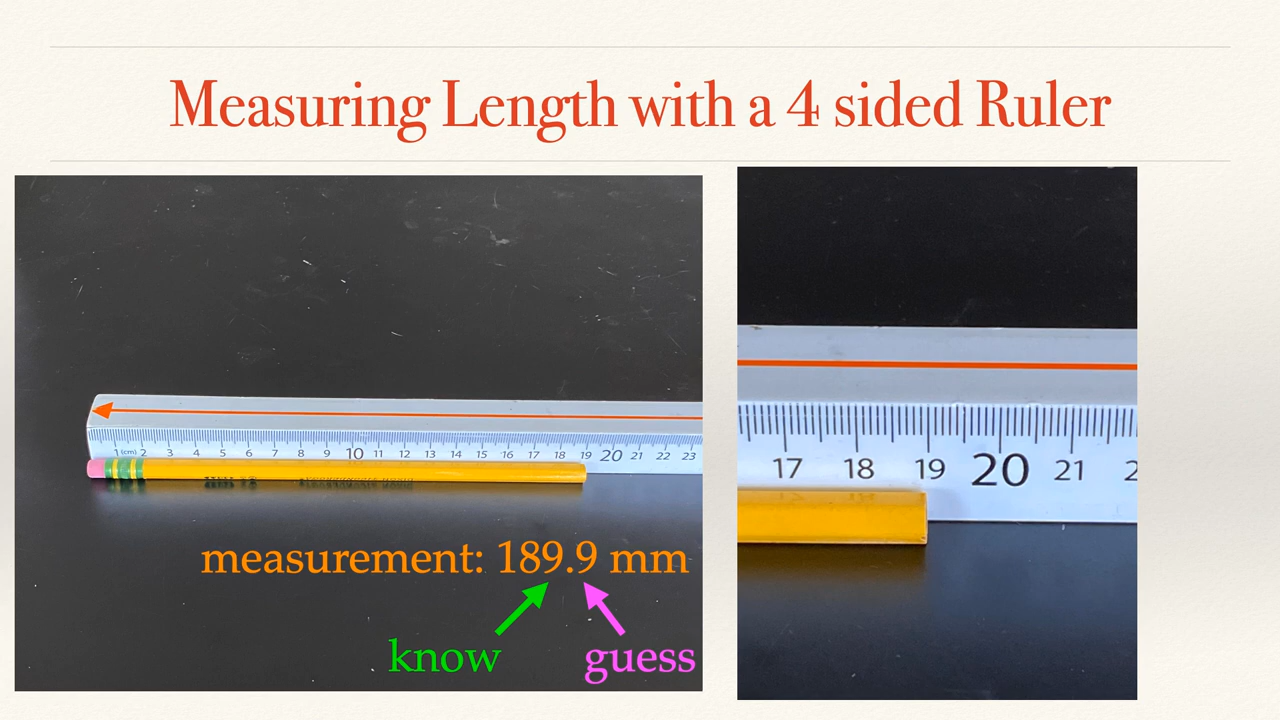 Measuring Length with a 4 sided Ruler
1 (cm) 2 3 4 5 6 7 8 9 10 11 12 13 14 15 16 17 18 19 20 21 22 23
measurement: 189.9 mm
know guess
17 18 19 20 21 2